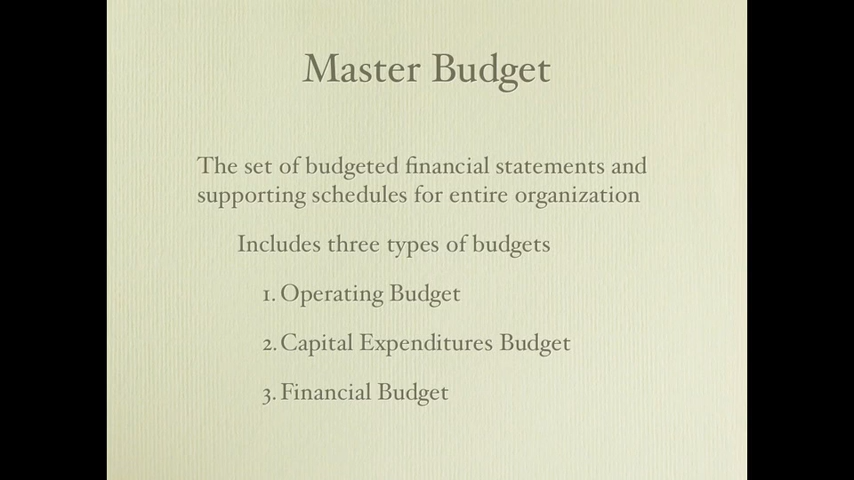 Master Budget
The set of budgeted financial statements and
supporting schedules for entire organization
Includes three types of budgets
1. Operating Budget
2. Capital Expenditures Budget
3. Financial Budget